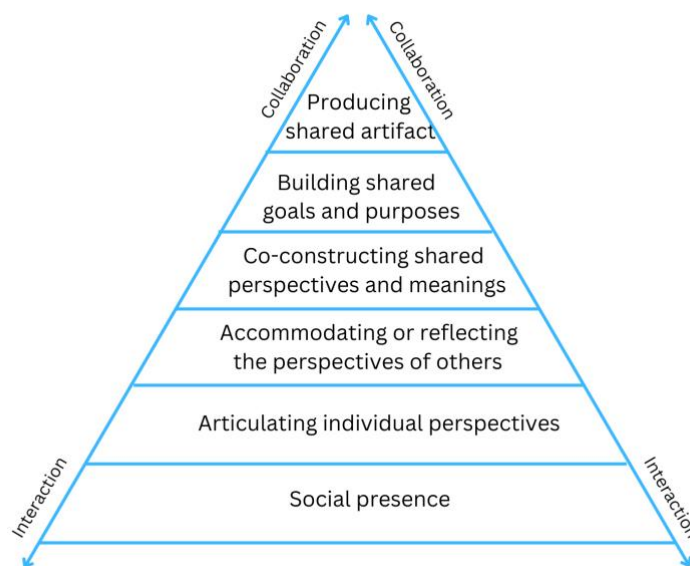 Collaboration
Collaboration
Producing
shared artifact
Building shared
goals and purposes
Co-constructing shared
perspectives and meanings
Accommodating or reflecting
the perspectives of others
Articulating individual perspectives
Interaction
Interaction
Social presence